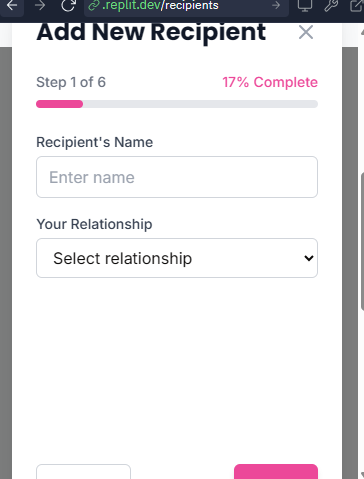 .replit.dev/recipients
Add New Recipient
Step 1 of 6
17% Complete
Recipient's Name
Enter name
Your Relationship
Select relationship